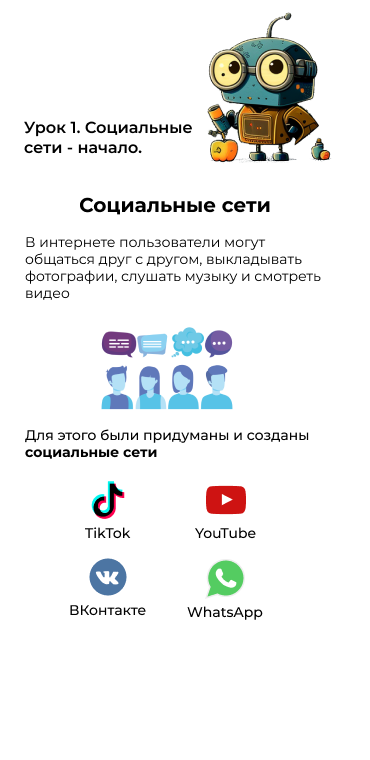 Урок 1. Социальные
сети - начало.
Социальные сети
В интернете пользователи могут
общаться друг с другом, выкладывать
фотографии, слушать музыку и смотреть
видео
Для этого были придуманы и созданы
социальные сети
TikTok
YouTube
ВКонтакте
WhatsApp